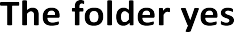 The folder yes